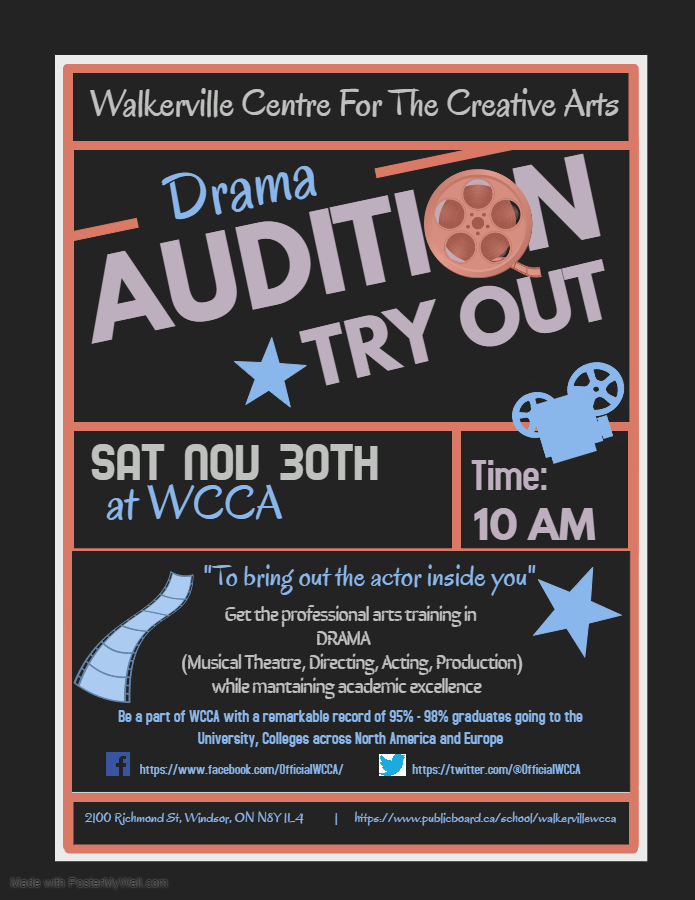 Walkerville Centre For The Creative Arts
Drama
AUDITION
TRY OUT
SAT NOV 30TH
at WCCA
Time:
10 AM
"To bring out the actor inside you"
Get the professional arts training in
DRAMA
(Musical Theatre, Directing, Acting, Production)
while mantaining academic excellence
Be a part of WCCA with a remarkable record of 95% - 98% graduates going to the
University, Colleges across North America and Europe
https://www.facebook.com/OfficialWCCA/ https://twitter.com/@OfficialWCCA
2100 Richmond St, Windsor, ON N8Y 1L4 | https://www.publicboard.ca/school/walkervillewcca
Made with PosterMyWall.com